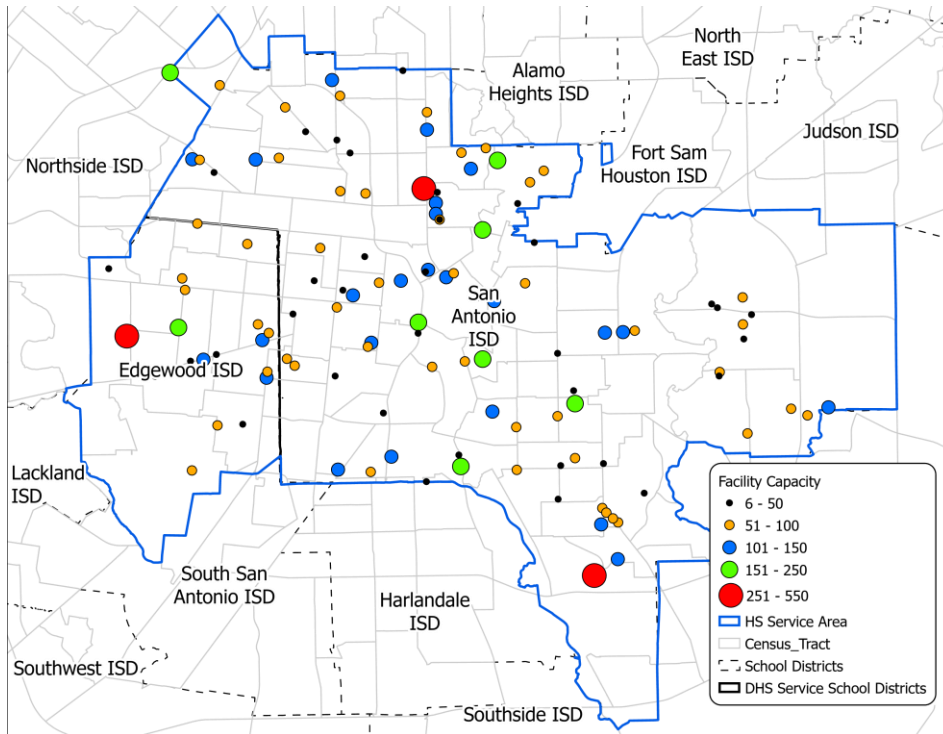 North
East ISD
Alamo
Heights ISD
Judson ISD
Northside ISD
Fort Sam
Houston ISD
San
Antonio
ISD
Edgewood ISD
Lackland
ISD
South San
Antonio ISD
Harlandale
ISD
Southwest ISD
Southside ISD
Facility Capacity
6 - 50
51 - 100
101 - 150
151 - 250
251 - 550
HS Service Area
Census_Tract
School Districts
DHS Service School Districts